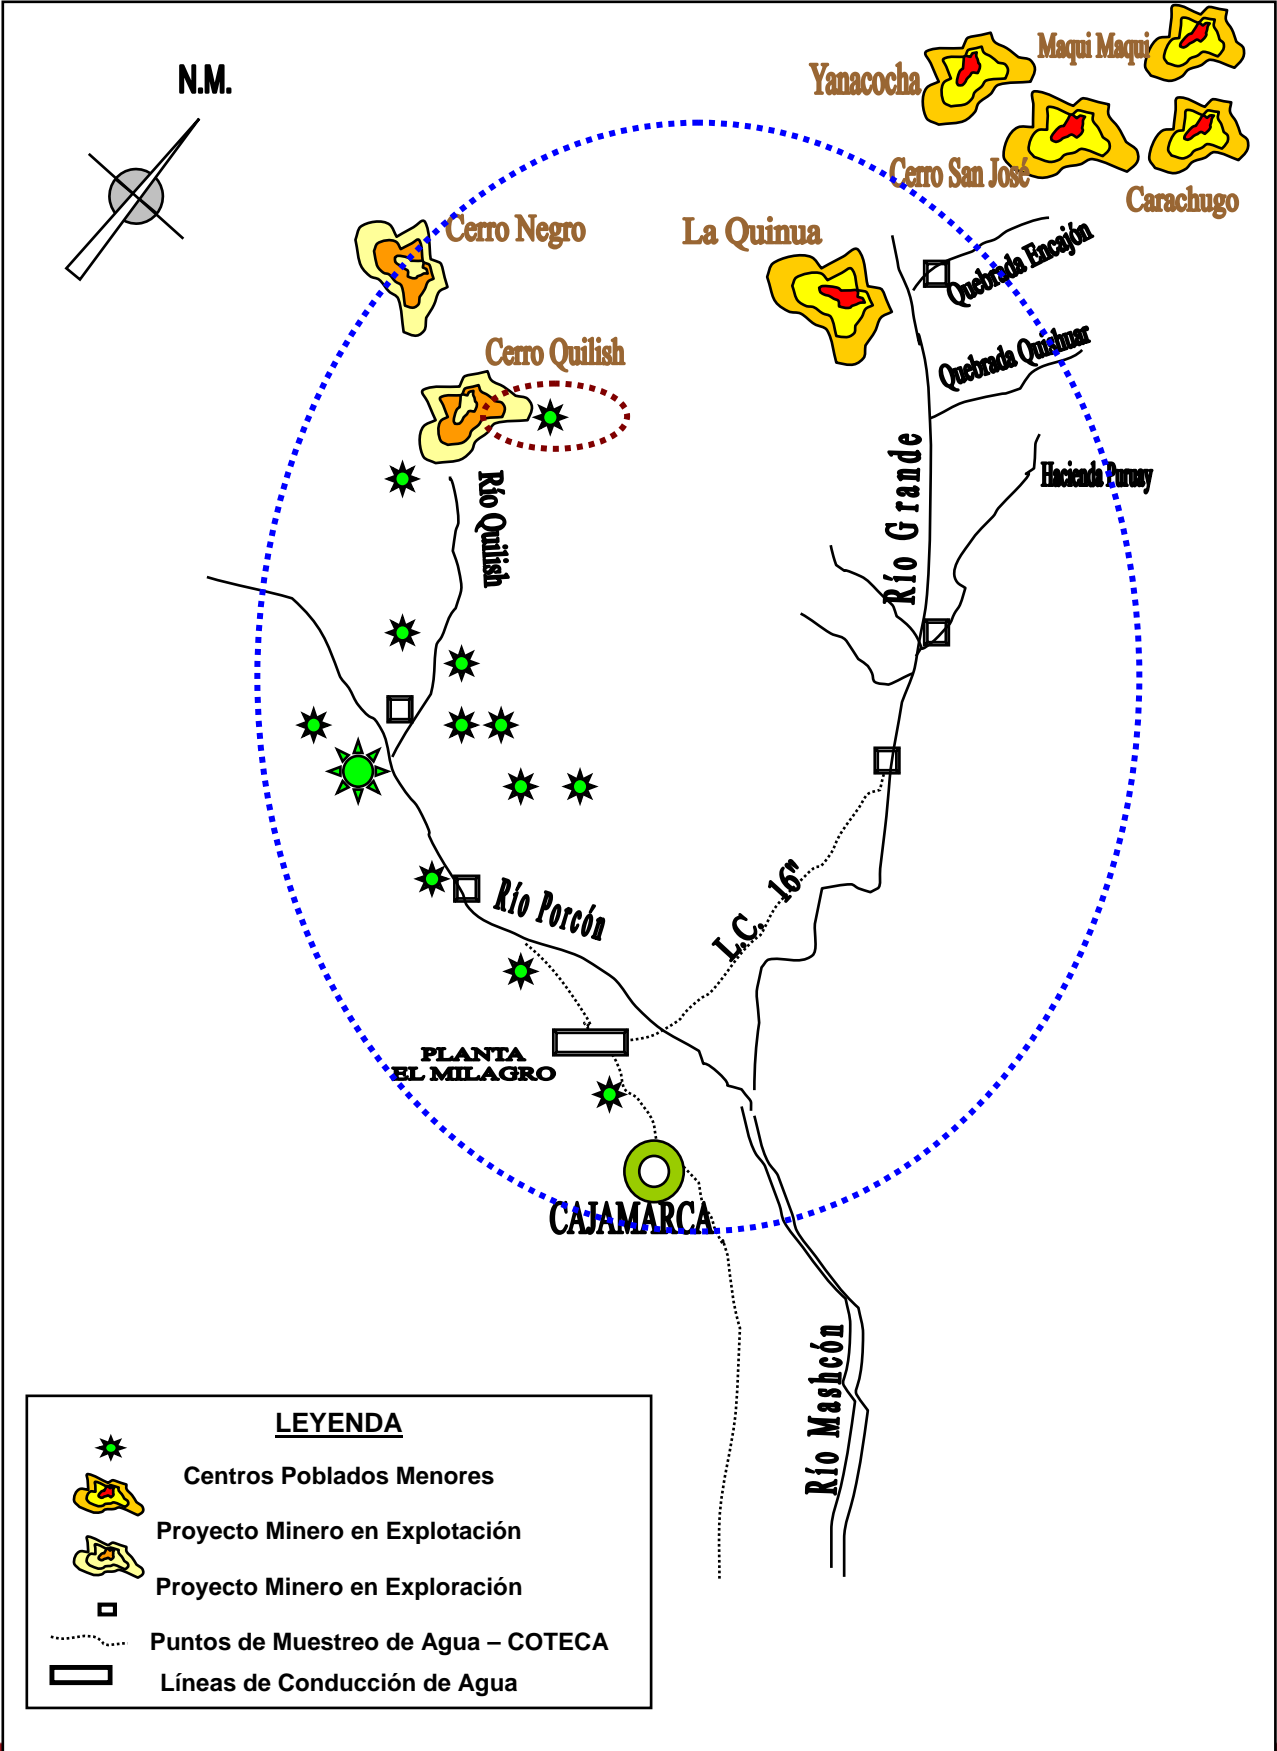 N.M.
Maqui Maqui
Yanacocha
Cerro San José
Carachugo
Cerro Negro
La Quinua
Quebrada Encajón
Cerro Quilish
Quebrada Quishuar
Río Grande
Hacienda Puruay
Río Quilish
L.C. 16"
Río Porcón
PLANTA
EL MILAGRO
CAJAMARCA
Río Mashcón
LEYENDA
Centros Poblados Menores
Proyecto Minero en Explotación
Proyecto Minero en Exploración
Puntos de Muestreo de Agua – COTECA
Líneas de Conducción de Agua